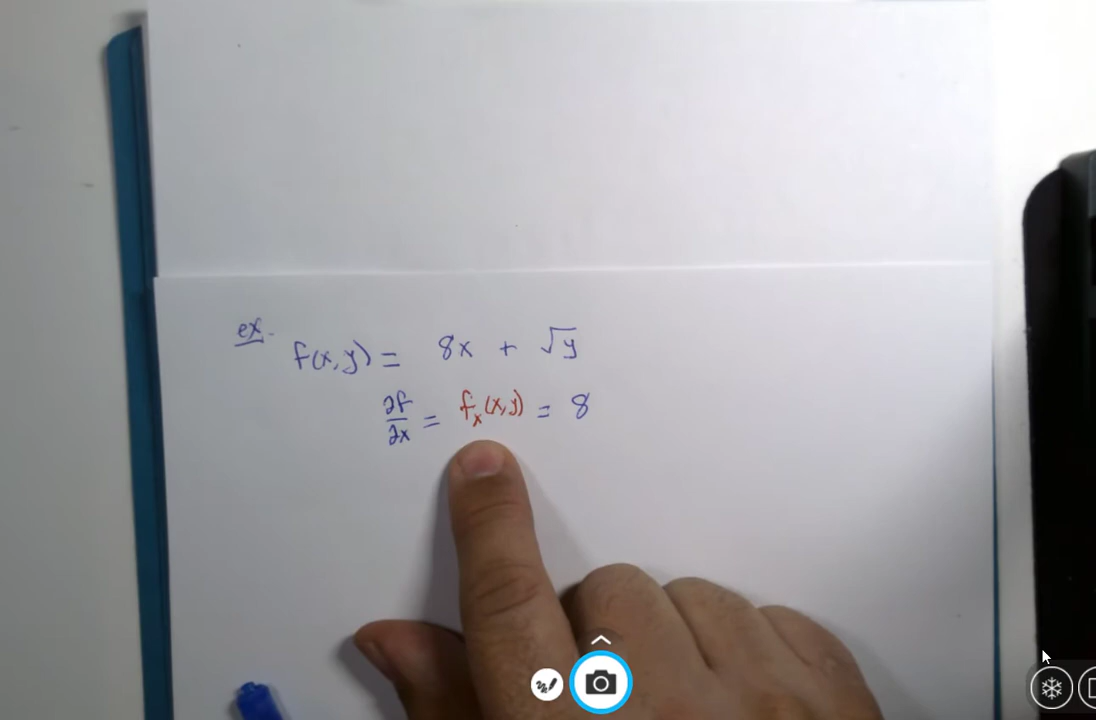 ex.
f(x,y) = 8x + √y
∂f/∂x = fₓ(x,y) = 8